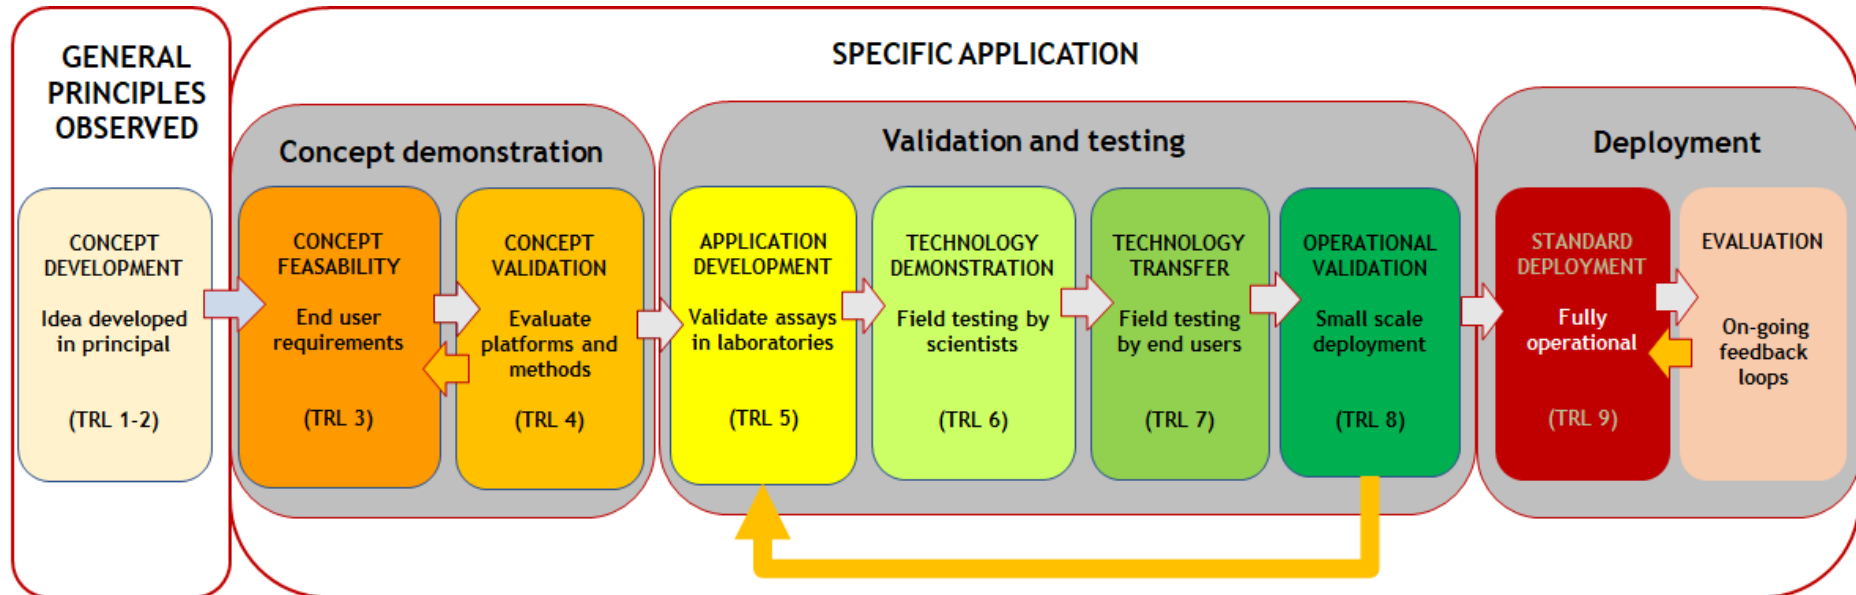 GENERAL
PRINCIPLES
OBSERVED
SPECIFIC APPLICATION
Concept demonstration
Validation and testing
Deployment
CONCEPT
DEVELOPMENT
Idea developed
in principal
(TRL 1-2)
CONCEPT
FEASABILITY
End user
requirements
(TRL 3)
CONCEPT
VALIDATION
Evaluate
platforms and
methods
(TRL 4)
APPLICATION
DEVELOPMENT
Validate assays
in laboratories
(TRL 5)
TECHNOLOGY
DEMONSTRATION
Field testing by
scientists
(TRL 6)
TECHNOLOGY
TRANSFER
Field testing
by end users
(TRL 7)
OPERATIONAL
VALIDATION
Small scale
deployment
(TRL 8)
STANDARD
DEPLOYMENT
Fully
operational
(TRL 9)
EVALUATION
On-going
feedback
loops